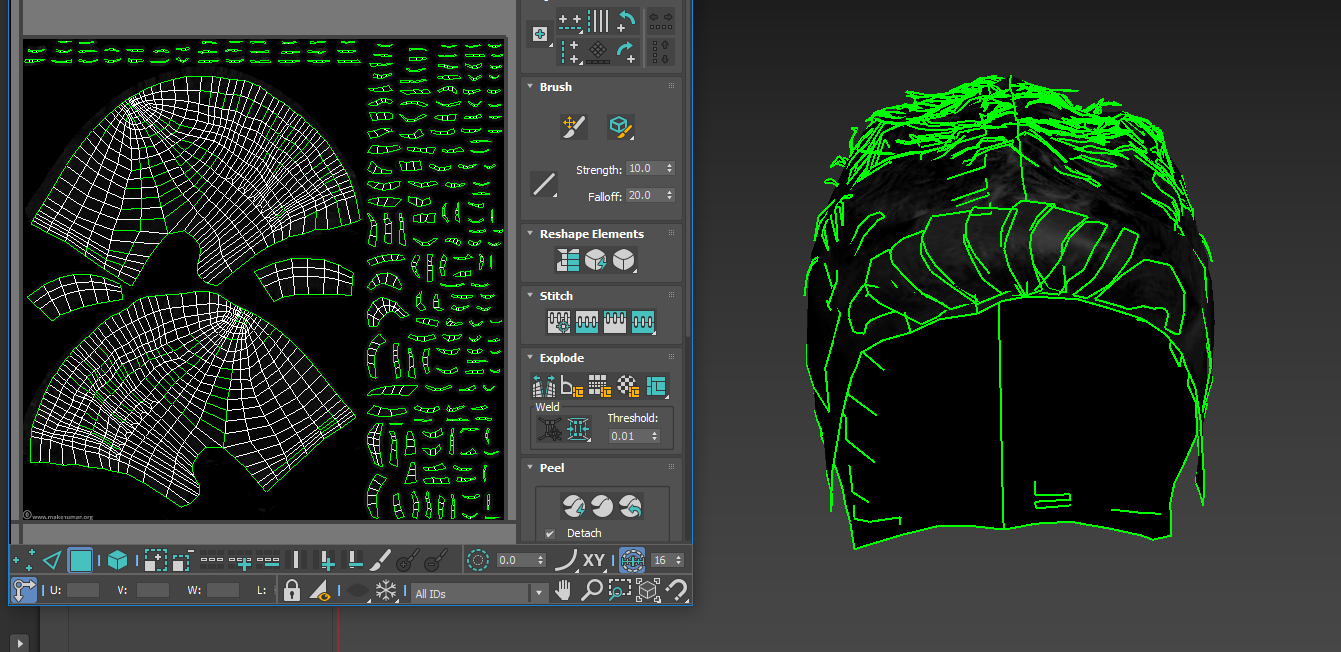 Brush
Strength: 10.0
Falloff: 20.0
Reshape Elements
Stitch
Explode
Weld
Threshold:
0.01
Peel
Detach
www.makehuman.org
0.0
XY
16
U:
V:
W:
L:
All IDs